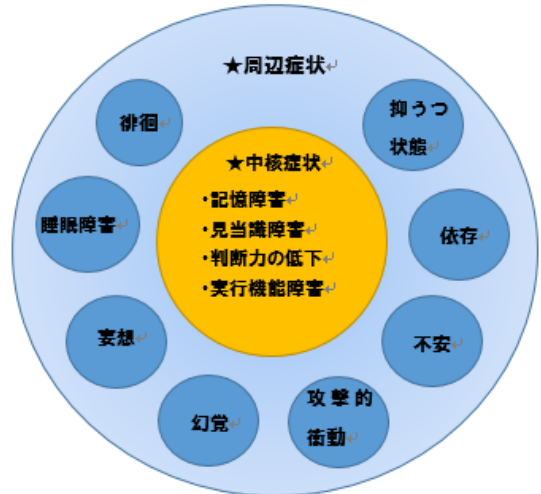 ★周辺症状
徘徊
抑うつ
状態
★中核症状
・記憶障害
・見当識障害
・判断力の低下
・実行機能障害
睡眠障害
依存
妄想
不安
幻覚
攻撃的
衝動